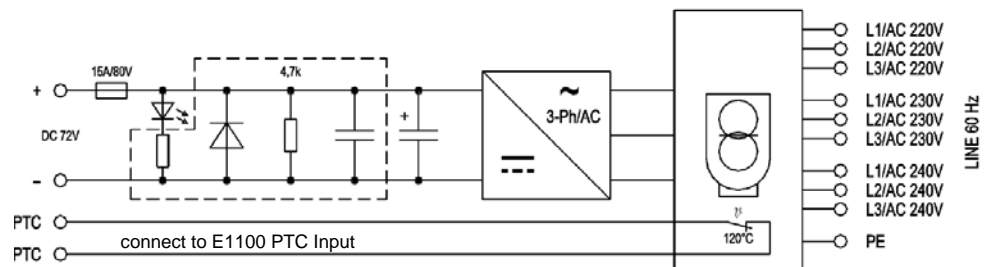 15A/80V
4,7k
+
+
DC 72V
–
~
3-Ph/AC
L1/AC 220V
L2/AC 220V
L3/AC 220V
L1/AC 230V
L2/AC 230V
L3/AC 230V
L1/AC 240V
L2/AC 240V
L3/AC 240V
LINE 60 Hz
PTC
connect to E1100 PTC Input
PTC
120°C
PE